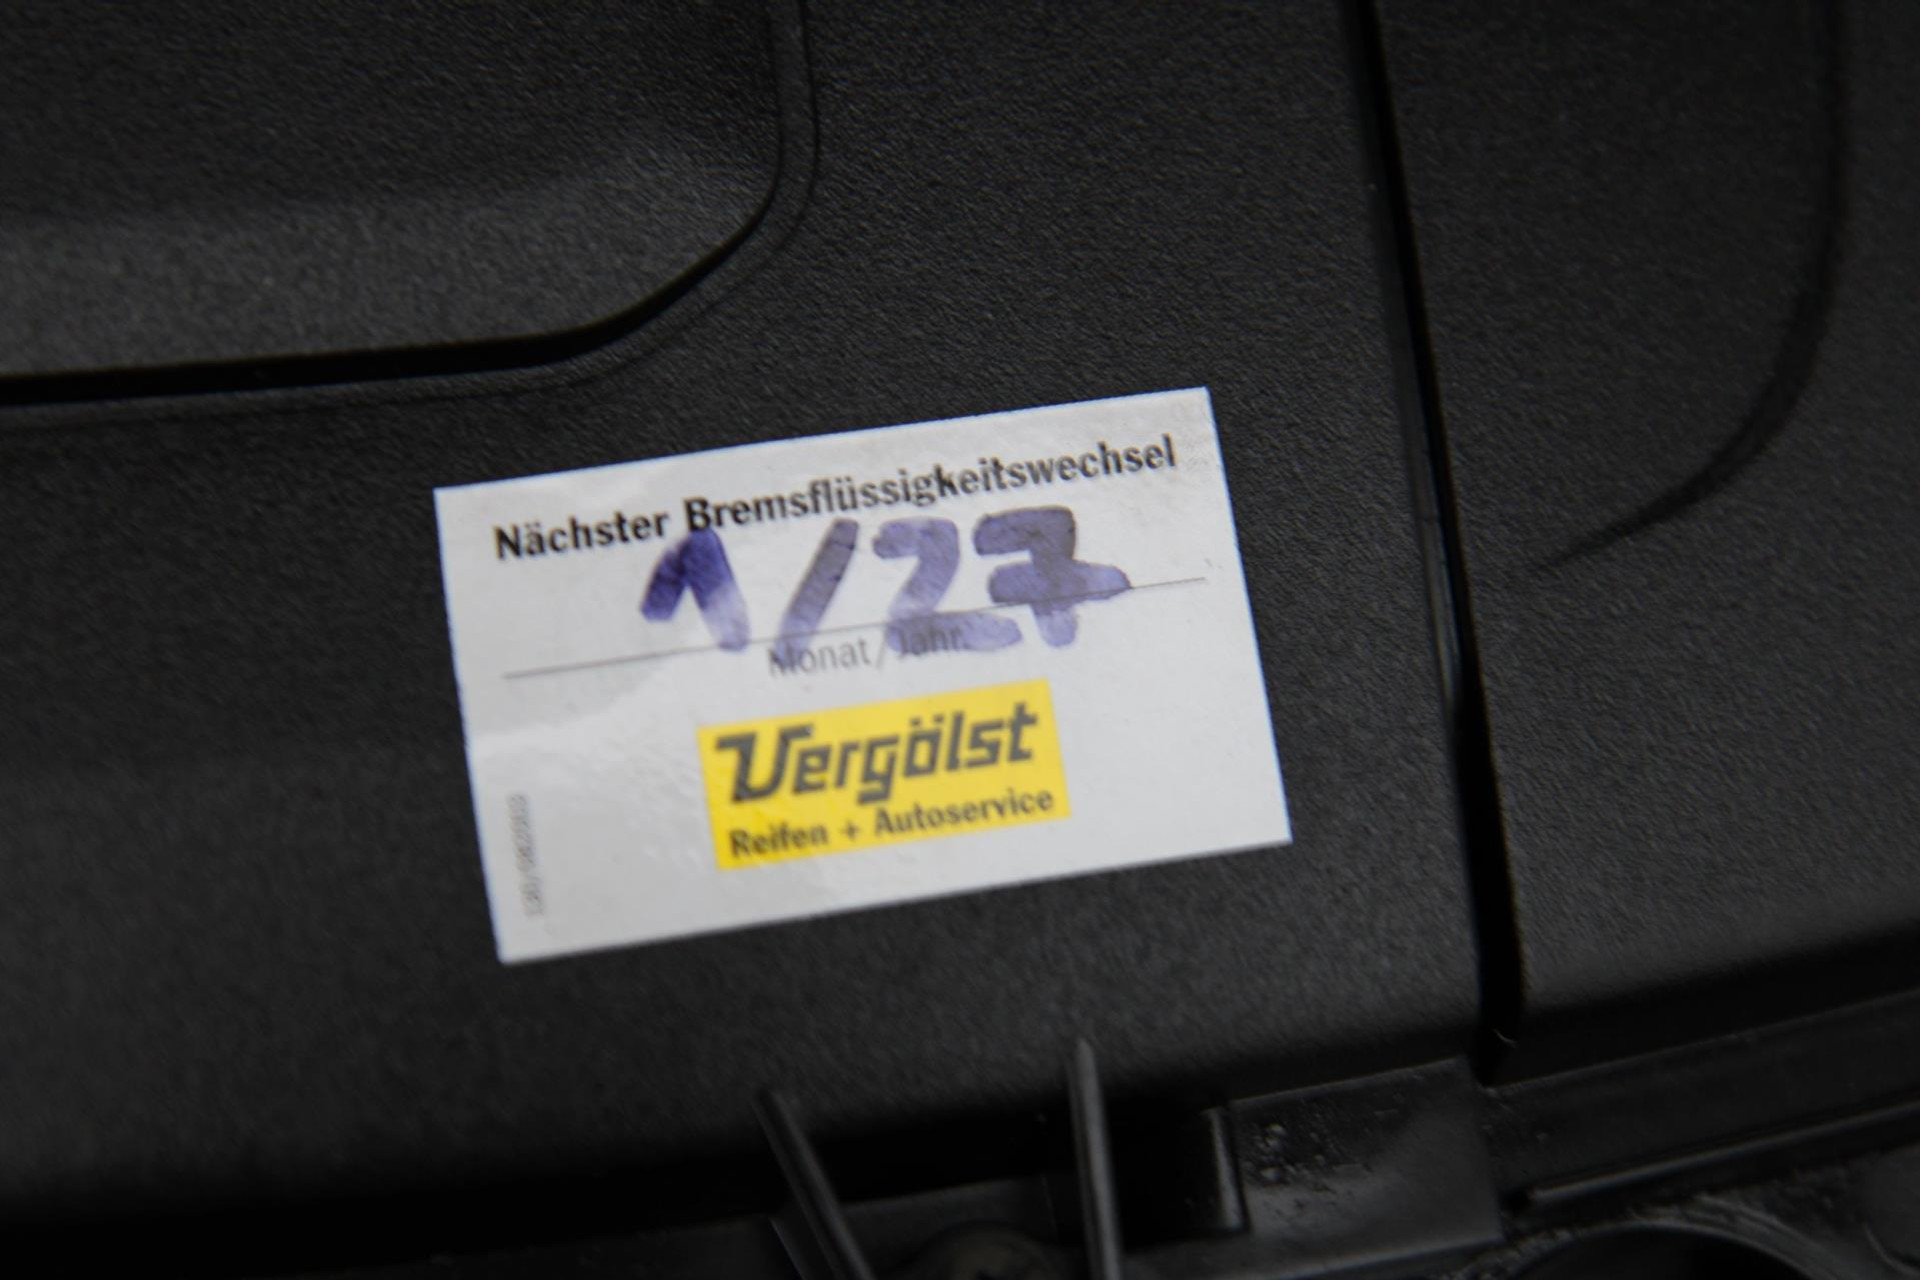 Nächster Bremsflüssigkeitswechsel
1/27
Monat/Jahr
Vergölst
Reifen + Autoservice